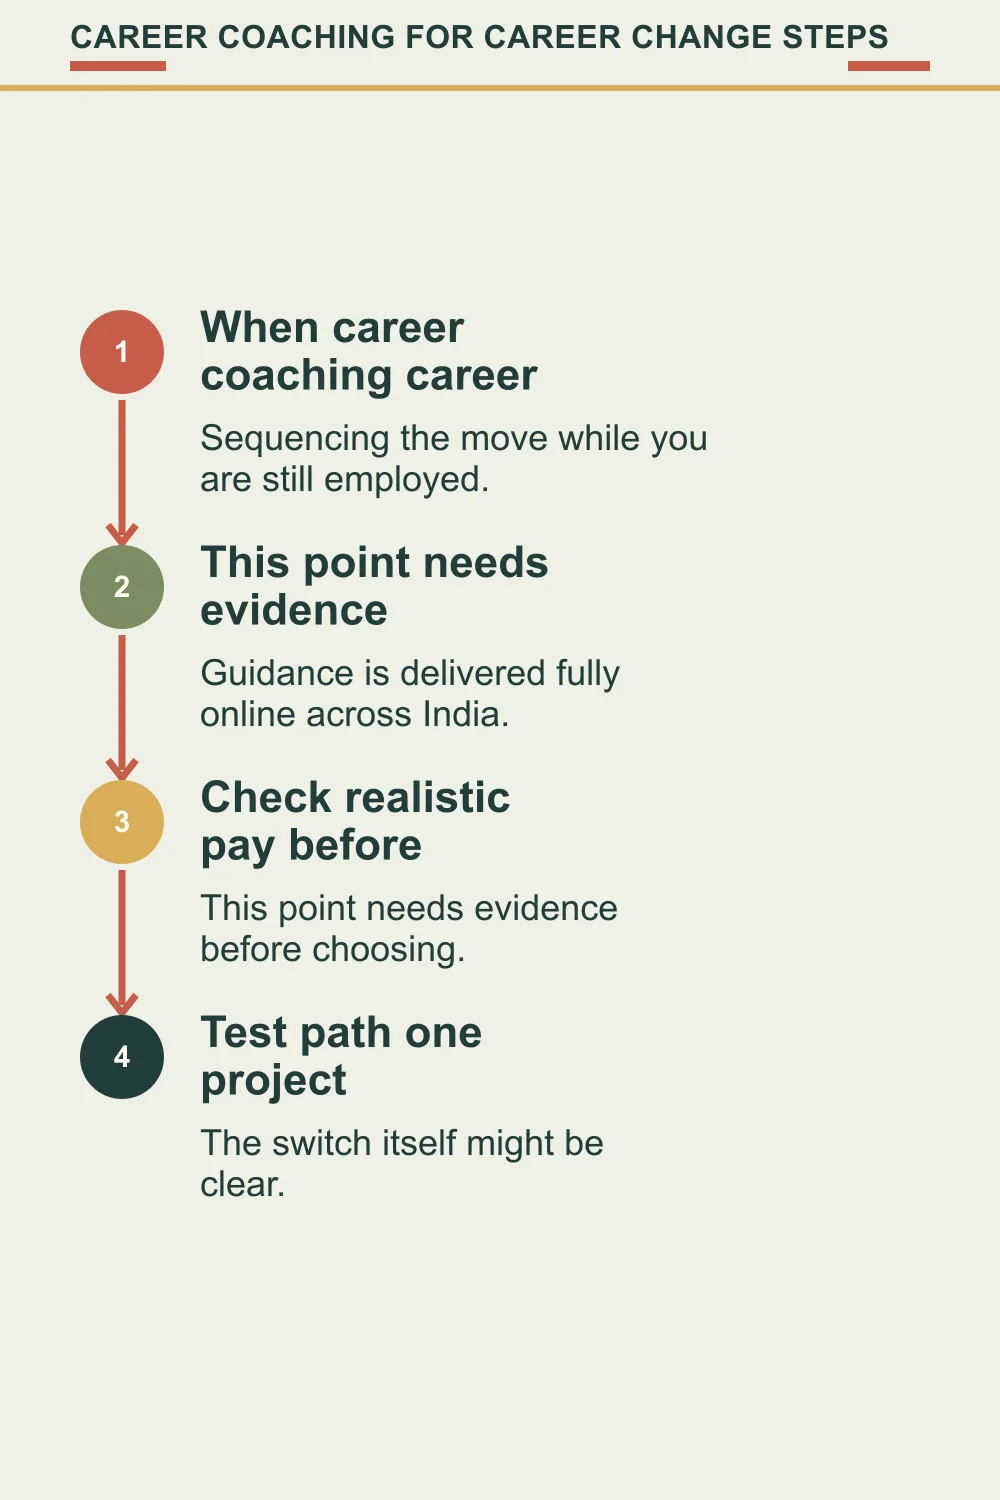 CAREER COACHING FOR CAREER CHANGE STEPS
1
When career
coaching career
Sequencing the move while you
are still employed.
2
This point needs
evidence
Guidance is delivered fully
online across India.
3
Check realistic
pay before
This point needs evidence
before choosing.
4
Test path one
project
The switch itself might be
clear.